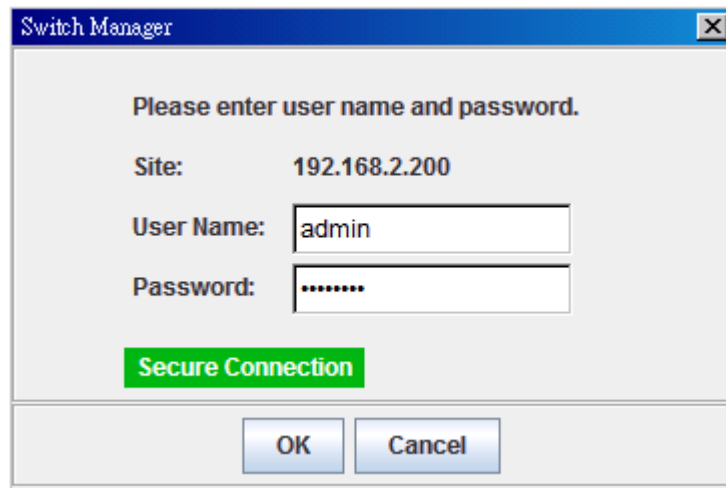 Switch Manager
Please enter user name and password.
Site: 192.168.2.200
User Name: admin
Password: ••••••••
Secure Connection
OK Cancel